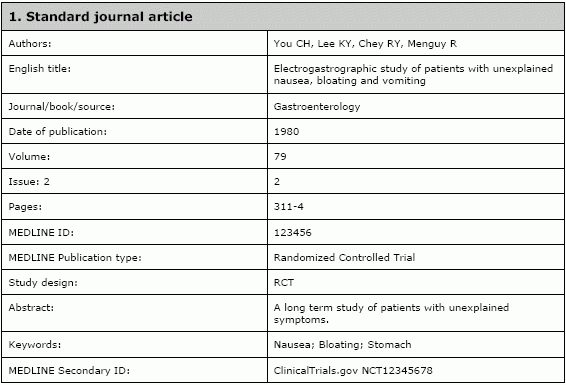 1. Standard journal article
Authors: You CH, Lee KY, Chey RY, Menguy R
English title: Electrogastrographic study of patients with unexplained
nausea, bloating and vomiting
Journal/book/source: Gastroenterology
Date of publication: 1980
Volume: 79
Issue: 2 2
Pages: 311-4
MEDLINE ID: 123456
MEDLINE Publication type: Randomized Controlled Trial
Study design: RCT
Abstract: A long term study of patients with unexplained
symptoms.
Keywords: Nausea; Bloating; Stomach
MEDLINE Secondary ID: ClinicalTrials.gov NCT12345678